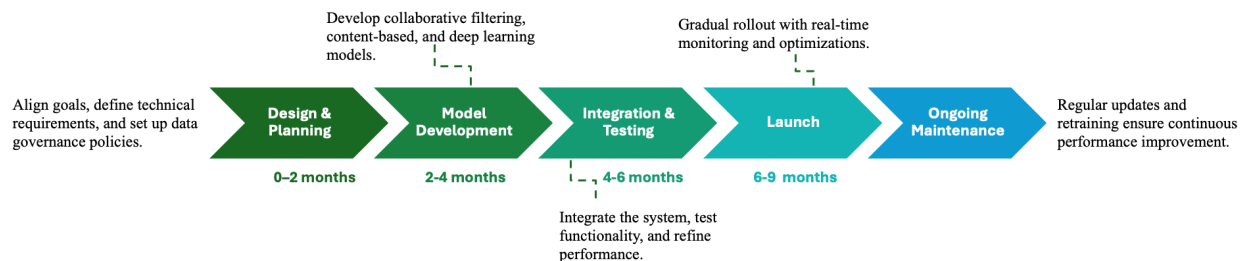 Develop collaborative filtering,
content-based, and deep learning
models.
Gradual rollout with real-time
monitoring and optimizations.
Align goals, define technical
requirements, and set up data
governance policies.
Design &
Planning
Model
Development
Integration &
Testing
Launch
Ongoing
Maintenance
Regular updates and
retraining ensure continuous
performance improvement.
0–2 months
2-4 months
4-6 months
6-9 months
Integrate the system, test
functionality, and refine
performance.